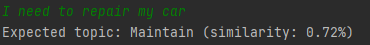 I need to repair my car
Expected topic: Maintain (similarity: 0.72%)